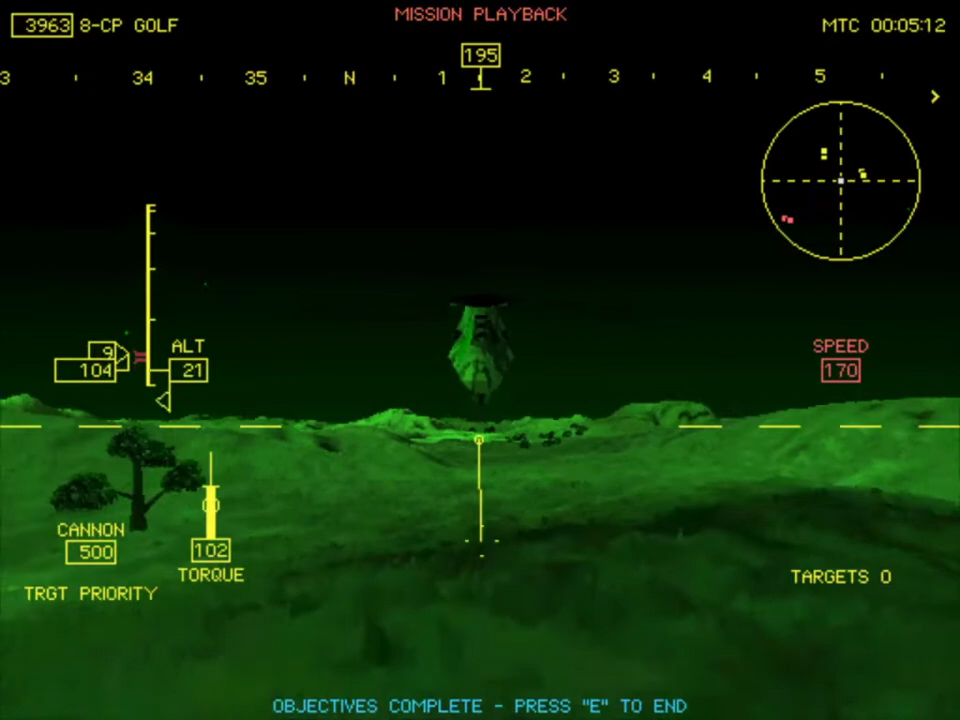 MISSION PLAYBACK
3963 8-CP GOLF
MTC 00:05:12
195
3 34 35 N 1 2 3 4 5
ALT
9
104
21
SPEED
170
CANNON
500
102
TORQUE
TRGT PRIORITY
TARGETS 0
OBJECTIVES COMPLETE - PRESS "E" TO END